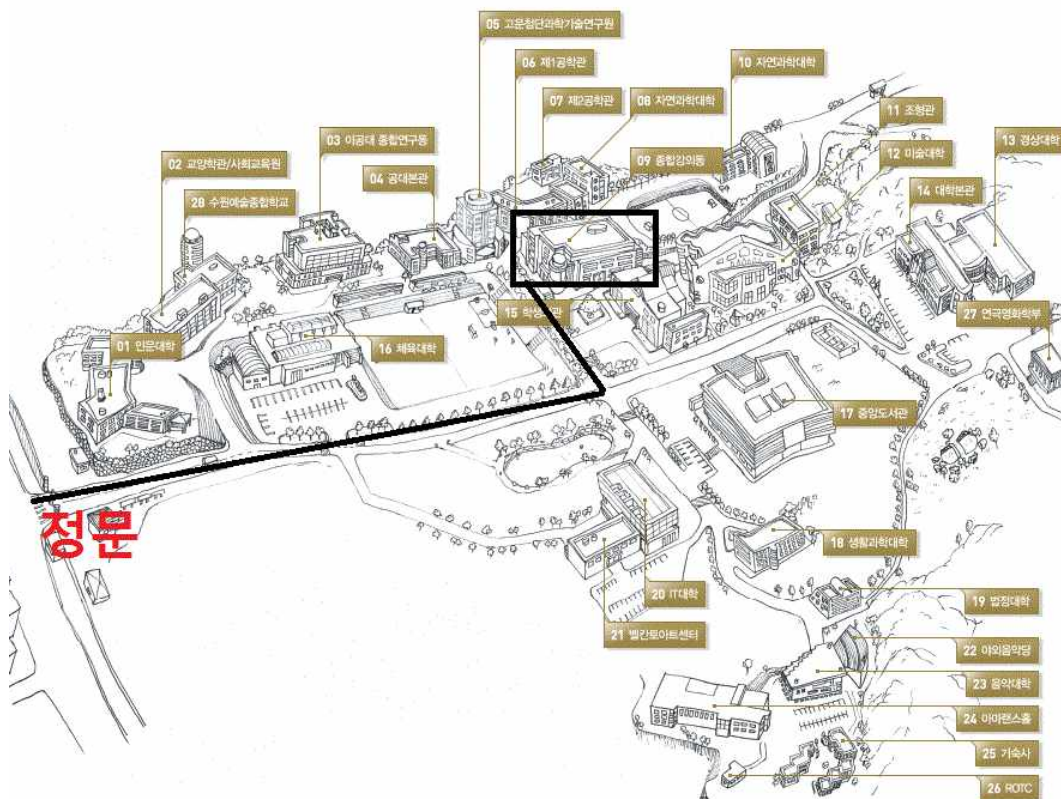 05 고운첨단과학기술연구원
06 제1공학관
10 자연과학대학
07 제2공학관
08 자연과학대학
11 조형관
03 이공대 종합연구동
13 경상대학
02 교양학관/사회교육원
09 종합강의동
12 미술대학
04 공대본관
14 대학본관
28 수원예술종합학교
15 학생회관
27 연극영화학부
01 인문대학
16 체육대학
17 중앙도서관
정문
18 생활과학대학
20 IT대학
19 법정대학
21 벨칸토아트센터
22 야외음악당
23 음악대학
24 아마랜스홀
25 기숙사
26 ROTC